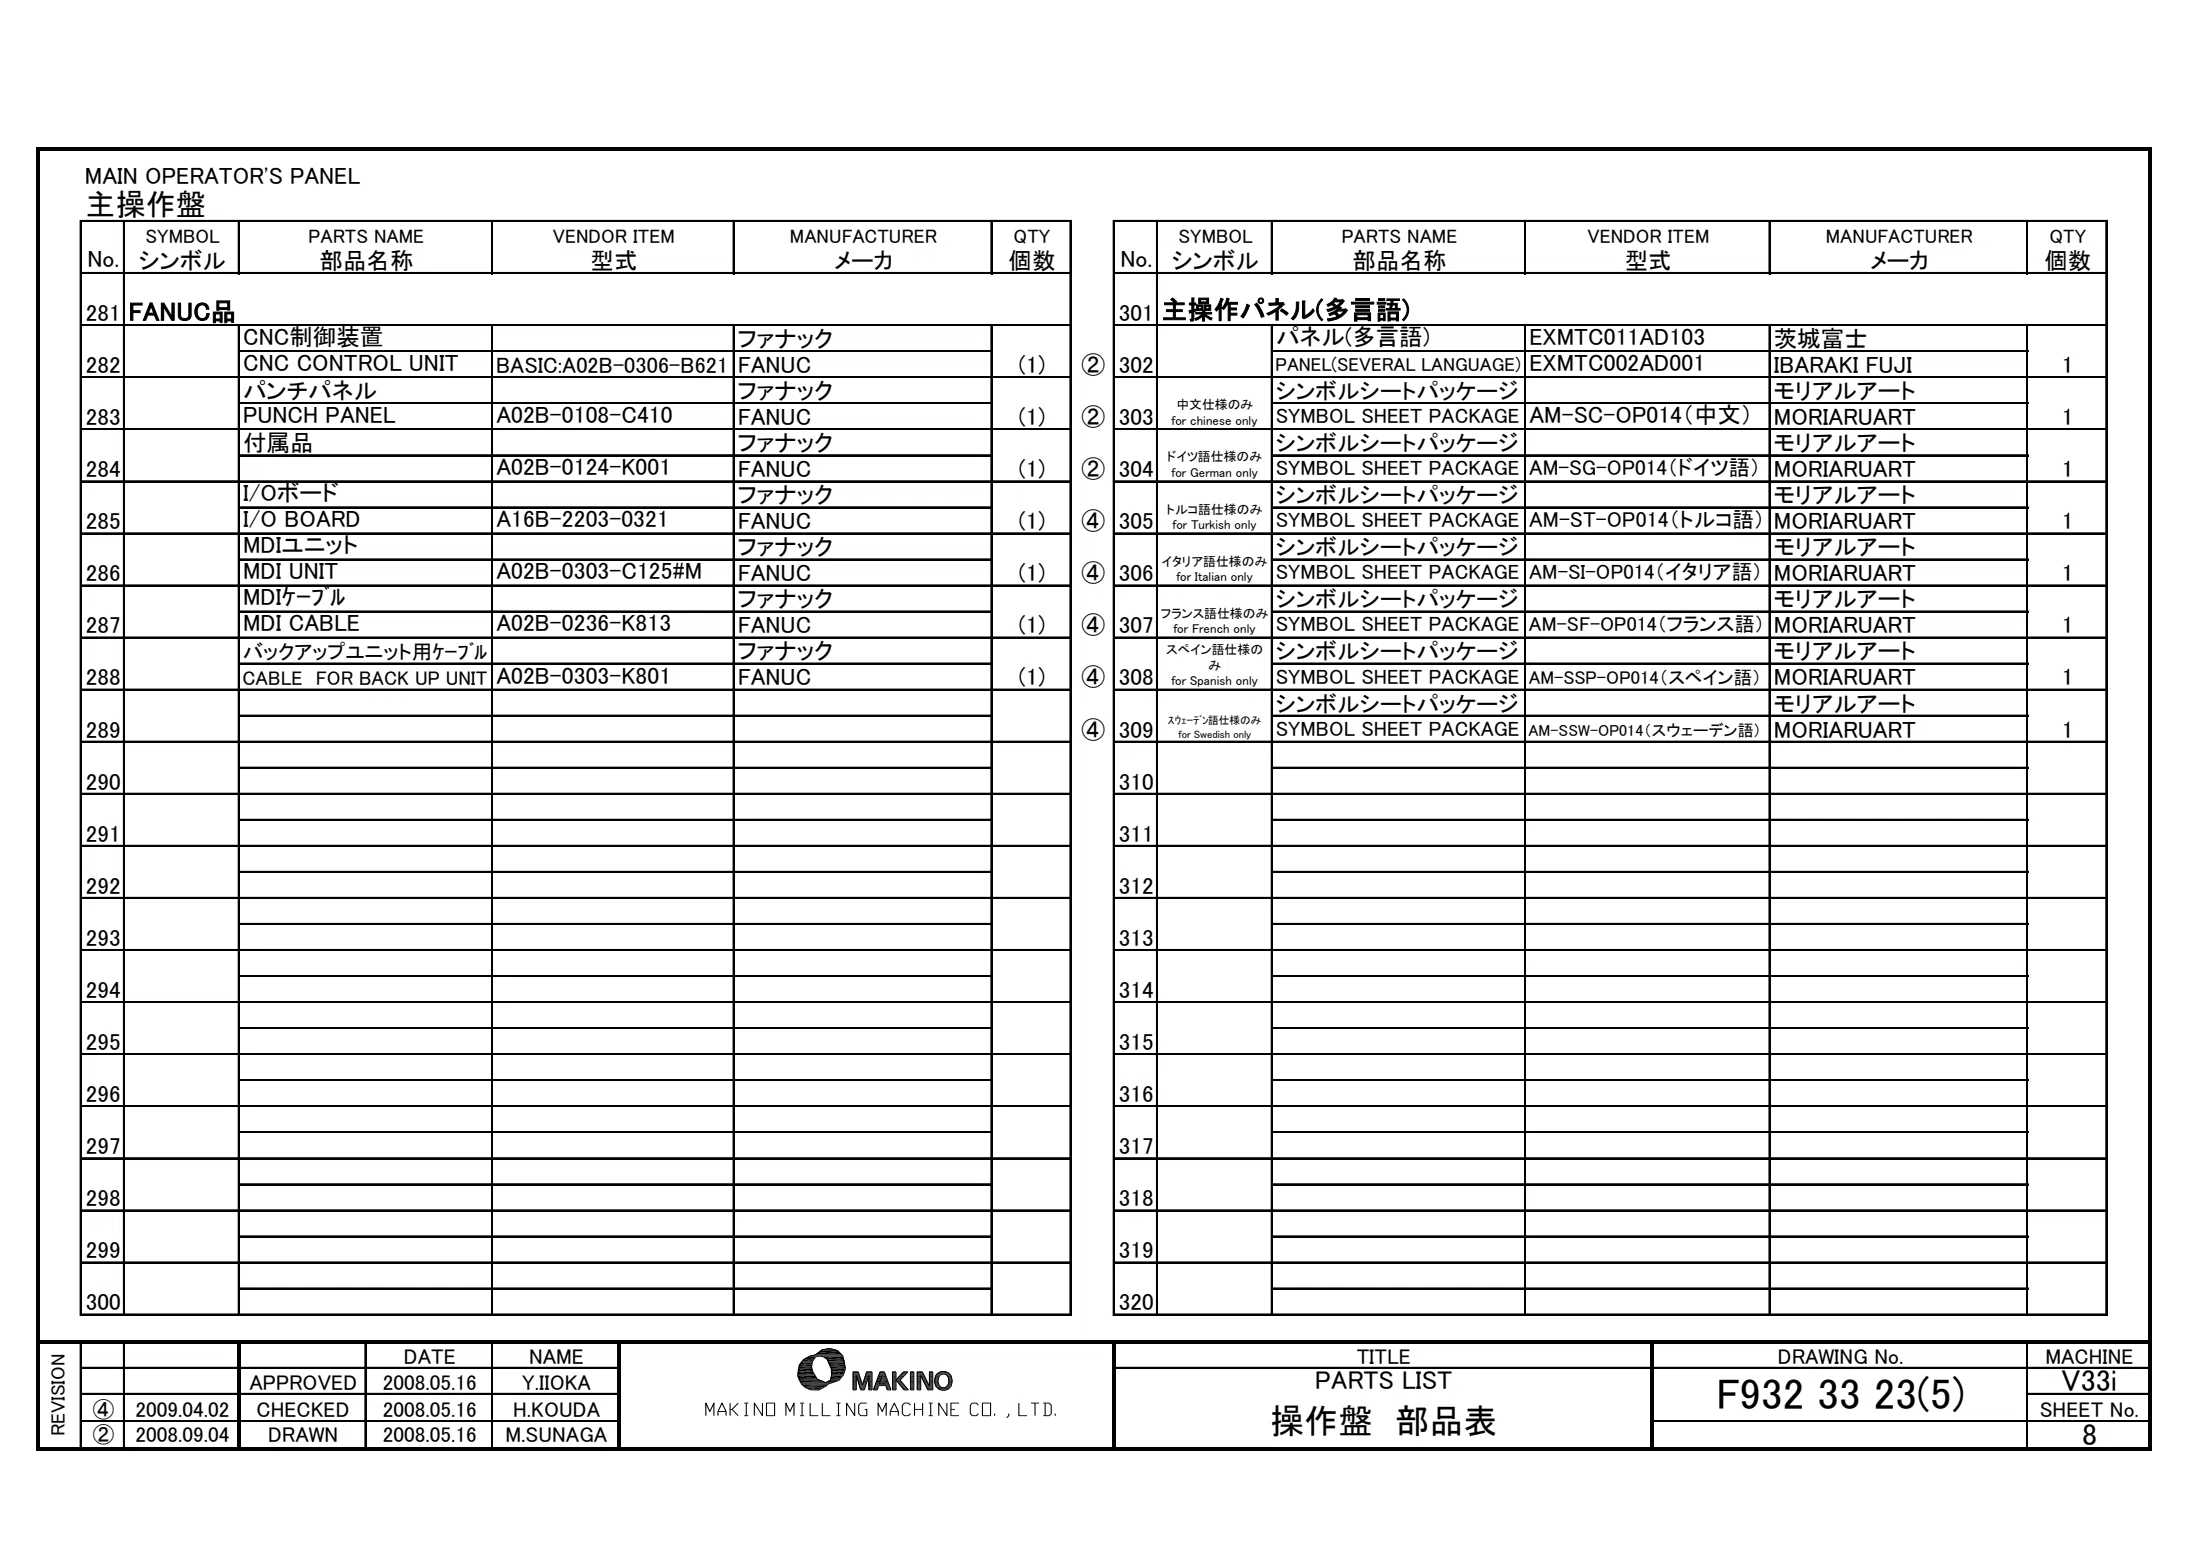 MAIN OPERATOR'S PANEL
主操作盤
No. SYMBOL シンボル PARTS NAME 部品名称 VENDOR ITEM 型式 MANUFACTURER メーカ QTY 個数
281 FANUC品
CNC制御装置 ファナック
282 CNC CONTROL UNIT BASIC:A02B-0306-B621 FANUC (1)
パンチパネル ファナック
283 PUNCH PANEL A02B-0108-C410 FANUC (1)
付属品 ファナック
284 A02B-0124-K001 FANUC (1)
I/Oボード ファナック
285 I/O BOARD A16B-2203-0321 FANUC (1)
MDIユニット ファナック
286 MDI UNIT A02B-0303-C125#M FANUC (1)
MDIｹｰﾌﾞﾙ ファナック
287 MDI CABLE A02B-0236-K813 FANUC (1)
バックアップユニット用ｹｰﾌﾞﾙ ファナック
288 CABLE FOR BACK UP UNIT A02B-0303-K801 FANUC (1)
289
290
291
292
293
294
295
296
297
298
299
300
No. SYMBOL シンボル PARTS NAME 部品名称 VENDOR ITEM 型式 MANUFACTURER メーカ QTY 個数
301 主操作パネル(多言語)
パネル(多言語) EXMTC011AD103 茨城富士
② 302 PANEL(SEVERAL LANGUAGE) EXMTC002AD001 IBARAKI FUJI 1
中文仕様のみ シンボルシートパッケージ モリアルアート
② 303 for chinese only SYMBOL SHEET PACKAGE AM-SC-OP014(中文) MORIARUART 1
ドイツ語仕様のみ シンボルシートパッケージ モリアルアート
② 304 for German only SYMBOL SHEET PACKAGE AM-SG-OP014(ドイツ語) MORIARUART 1
トルコ語仕様のみ シンボルシートパッケージ モリアルアート
④ 305 for Turkish only SYMBOL SHEET PACKAGE AM-ST-OP014(トルコ語) MORIARUART 1
イタリア語仕様のみ シンボルシートパッケージ モリアルアート
④ 306 for Italian only SYMBOL SHEET PACKAGE AM-SI-OP014(イタリア語) MORIARUART 1
フランス語仕様のみ シンボルシートパッケージ モリアルアート
④ 307 for French only SYMBOL SHEET PACKAGE AM-SF-OP014(フランス語) MORIARUART 1
スペイン語仕様の
み シンボルシートパッケージ モリアルアート
④ 308 for Spanish only SYMBOL SHEET PACKAGE AM-SSP-OP014(スペイン語) MORIARUART 1
ｽｳｪｰﾃﾞﾝ語仕様のみ シンボルシートパッケージ モリアルアート
④ 309 for Swedish only SYMBOL SHEET PACKAGE AM-SSW-OP014(スウェーデン語) MORIARUART 1
310
311
312
313
314
315
316
317
318
319
320
REVISION
DATE NAME
APPROVED 2008.05.16 Y.IIOKA
④ 2009.04.02 CHECKED 2008.05.16 H.KOUDA
② 2008.09.04 DRAWN 2008.05.16 M.SUNAGA
MAKINO
MAKINO MILLING MACHINE CO. , LTD.
TITLE
PARTS LIST
操作盤 部品表
DRAWING No.
F932 33 23(5)
MACHINE
V33i
SHEET No.
8